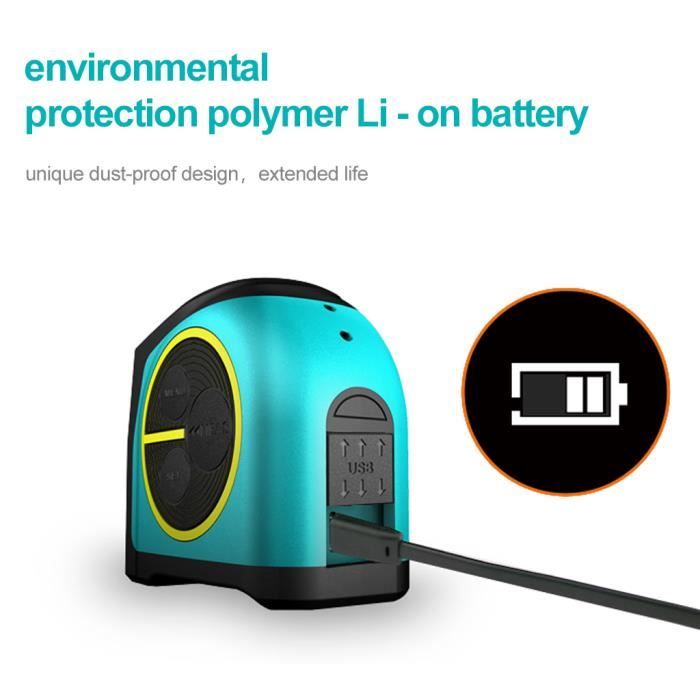 environmental
protection polymer Li - on battery
unique dust-proof design，extended life
USB